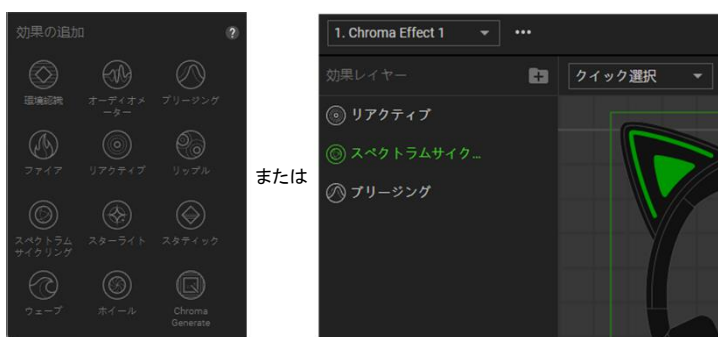 効果の追加 ?
環境認識 オーディオメーター ブリージング
ファイア リアクティブ リップル
スペクトラムサイクリング スターライト スタティック
ウェーブ ホイール Chroma Generate
または
1. Chroma Effect 1
効果レイヤー
クイック選択
リアクティブ
スペクトラムサイク...
ブリージング